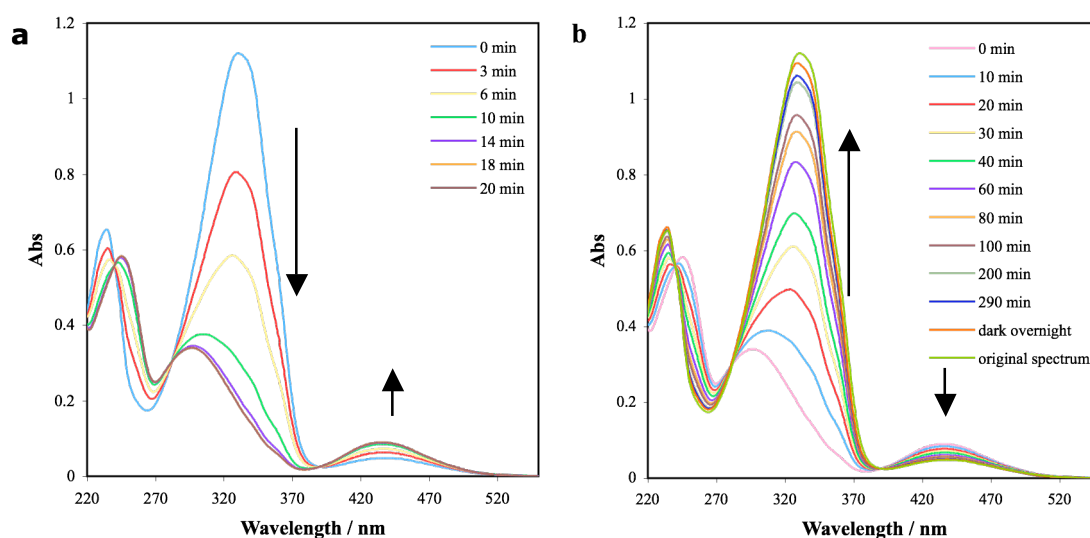 a
1.2
1
0.8
0.6
0.4
0.2
0
Abs
220 270 320 370 420 470 520
Wavelength / nm
0 min
3 min
6 min
10 min
14 min
18 min
20 min
b
1.2
1
0.8
0.6
0.4
0.2
0
Abs
220 270 320 370 420 470 520
Wavelength / nm
0 min
10 min
20 min
30 min
40 min
60 min
80 min
100 min
200 min
290 min
dark overnight
original spectrum